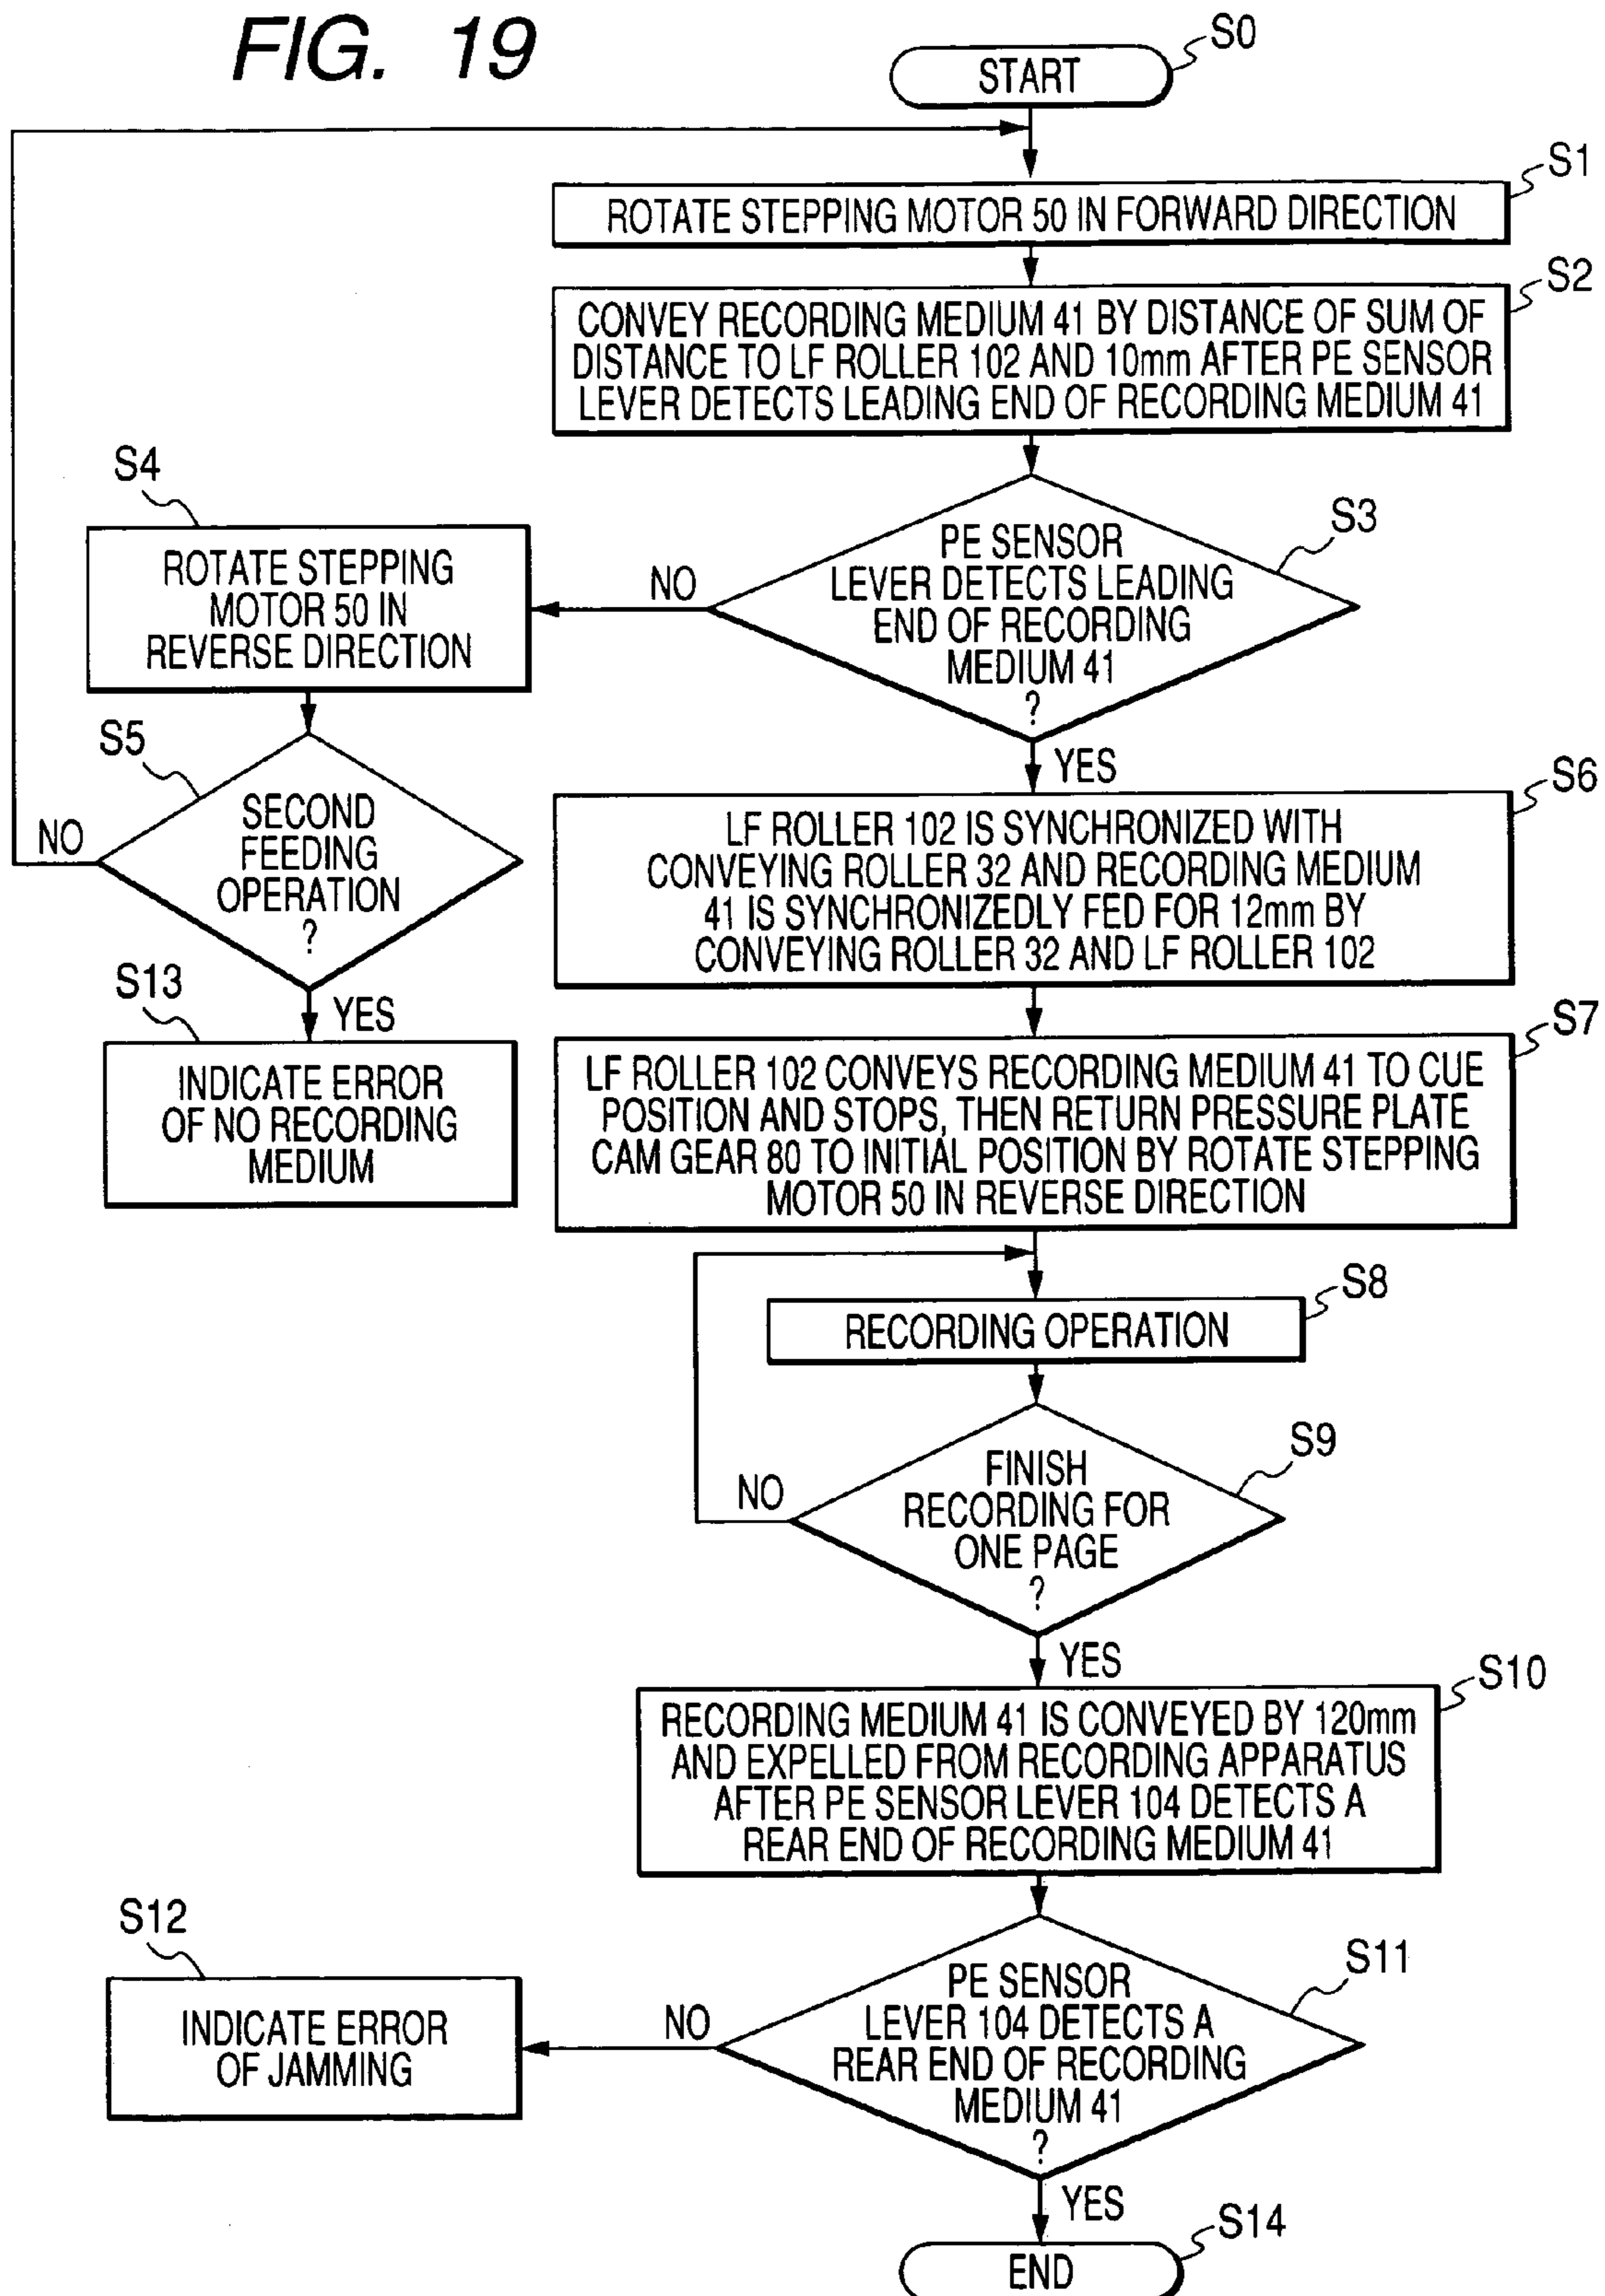 FIG. 19
S0
START
S1
ROTATE STEPPING MOTOR 50 IN FORWARD DIRECTION
S2
CONVEY RECORDING MEDIUM 41 BY DISTANCE OF SUM OF
DISTANCE TO LF ROLLER 102 AND 10mm AFTER PE SENSOR
LEVER DETECTS LEADING END OF RECORDING MEDIUM 41
S3
PE SENSOR
LEVER DETECTS LEADING
END OF RECORDING
MEDIUM 41
?
NO
YES
S4
ROTATE STEPPING
MOTOR 50 IN
REVERSE DIRECTION
S5
SECOND
FEEDING
OPERATION
?
NO
YES
S13
INDICATE ERROR
OF NO RECORDING
MEDIUM
S6
LF ROLLER 102 IS SYNCHRONIZED WITH
CONVEYING ROLLER 32 AND RECORDING MEDIUM
41 IS SYNCHRONIZEDLY FED FOR 12mm BY
CONVEYING ROLLER 32 AND LF ROLLER 102
S7
LF ROLLER 102 CONVEYS RECORDING MEDIUM 41 TO CUE
POSITION AND STOPS, THEN RETURN PRESSURE PLATE
CAM GEAR 80 TO INITIAL POSITION BY ROTATE STEPPING
MOTOR 50 IN REVERSE DIRECTION
S8
RECORDING OPERATION
S9
FINISH
RECORDING FOR
ONE PAGE
?
NO
YES
S10
RECORDING MEDIUM 41 IS CONVEYED BY 120mm
AND EXPELLED FROM RECORDING APPARATUS
AFTER PE SENSOR LEVER 104 DETECTS A
REAR END OF RECORDING MEDIUM 41
S11
PE SENSOR
LEVER 104 DETECTS A
REAR END OF RECORDING
MEDIUM 41
?
NO
YES
S12
INDICATE ERROR
OF JAMMING
S14
END